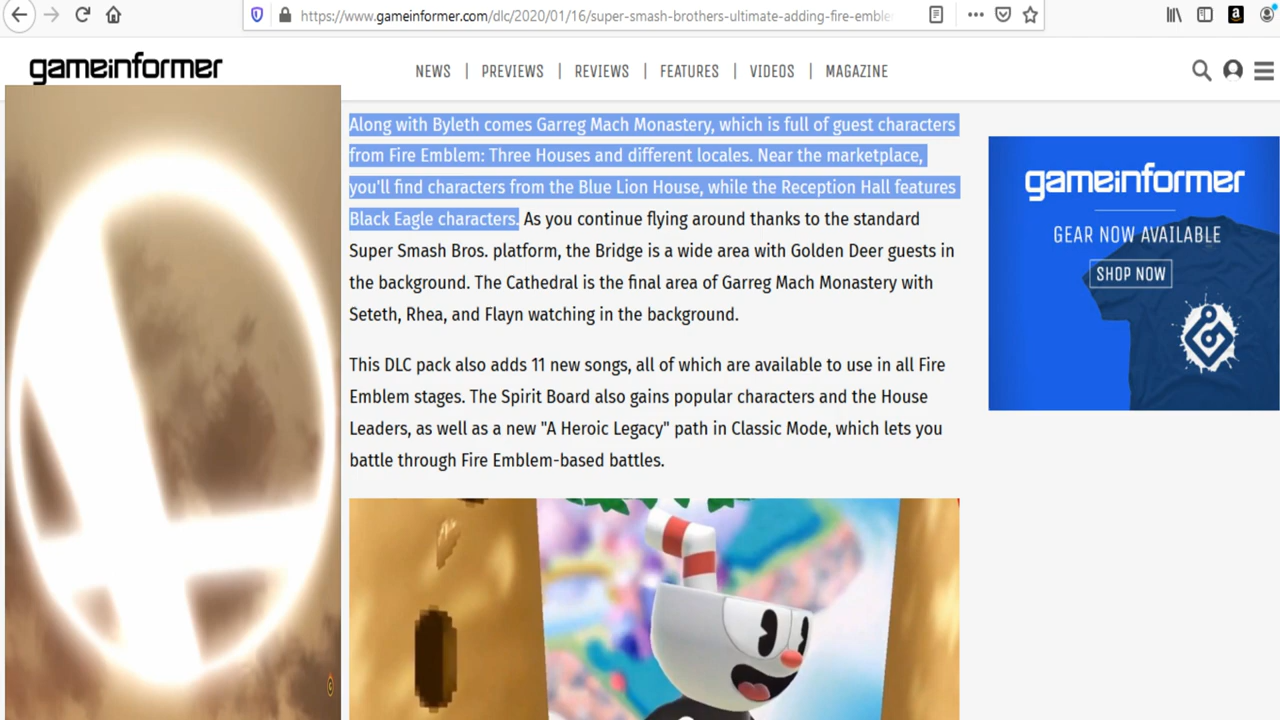 https://www.gameinformer.com/dlc/2020/01/16/super-smash-brothers-ultimate-adding-fire-emble
gameinformer
NEWS | PREVIEWS | REVIEWS | FEATURES | VIDEOS | MAGAZINE
Along with Byleth comes Garreg Mach Monastery, which is full of guest characters
from Fire Emblem: Three Houses and different locales. Near the marketplace,
you'll find characters from the Blue Lion House, while the Reception Hall features
Black Eagle characters. As you continue flying around thanks to the standard
Super Smash Bros. platform, the Bridge is a wide area with Golden Deer guests in
the background. The Cathedral is the final area of Garreg Mach Monastery with
Seteth, Rhea, and Flayn watching in the background.
This DLC pack also adds 11 new songs, all of which are available to use in all Fire
Emblem stages. The Spirit Board also gains popular characters and the House
Leaders, as well as a new "A Heroic Legacy" path in Classic Mode, which lets you
battle through Fire Emblem-based battles.
gameinformer
GEAR NOW AVAILABLE
SHOP NOW